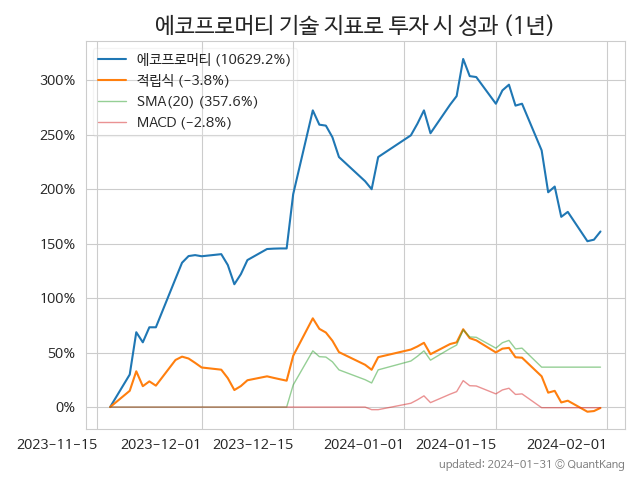 에코프로머티 기술 지표로 투자 시 성과 (1년)
에코프로머티 (10629.2%)
적립식 (−3.8%)
SMA(20) (357.6%)
MACD (−2.8%)
300%
250%
200%
150%
100%
50%
0%
2023-11-15 2023-12-01 2023-12-15 2024-01-01 2024-01-15 2024-02-01
updated: 2024-01-31 © QuantKang